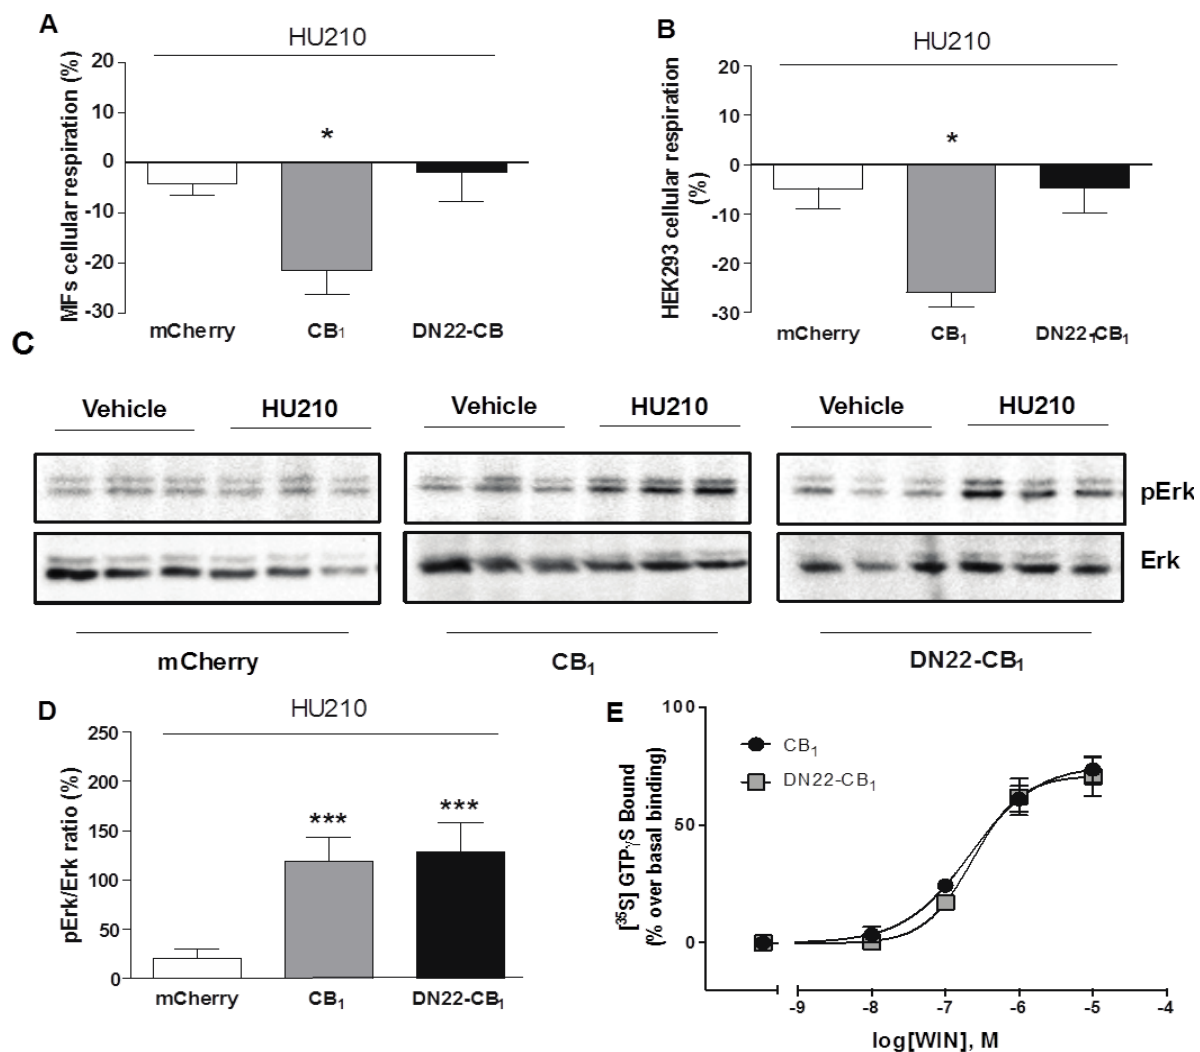 A
HU210
MFs cellular respiration (%)
20
10
0
-10
-20
-30
*
mCherry
CB₁
DN22-CB
B
HU210
HEK293 cellular respiration
(%)
20
10
0
-10
-20
-30
*
mCherry
CB₁
DN22₁-CB₁
C
Vehicle
HU210
Vehicle
HU210
Vehicle
HU210
pErk
Erk
mCherry
CB₁
DN22-CB₁
D
HU210
pErk/Erk ratio (%)
250
200
150
100
50
0
***
***
mCherry
CB₁
DN22-CB₁
E
[³⁵S] GTPγS Bound
(% over basal binding)
100
50
0
CB₁
DN22-CB₁
-9
-8
-7
-6
-5
-4
log[WIN], M